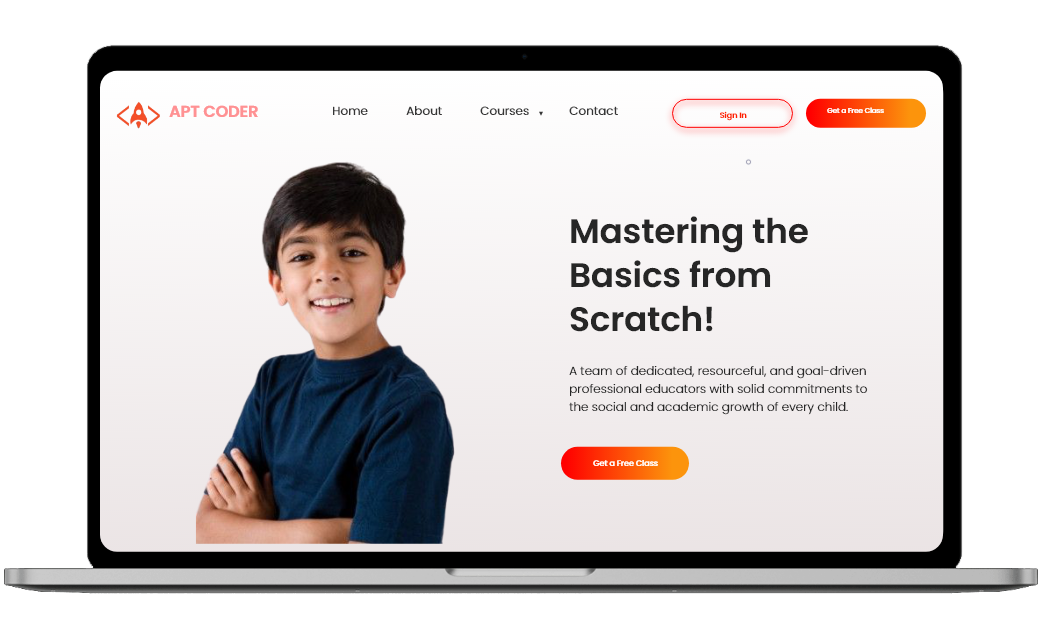 APT CODER
Home About Courses Contact
Sign In
Get a Free Class
Mastering the
Basics from
Scratch!
A team of dedicated, resourceful, and goal-driven
professional educators with solid commitments to
the social and academic growth of every child.
Get a Free Class